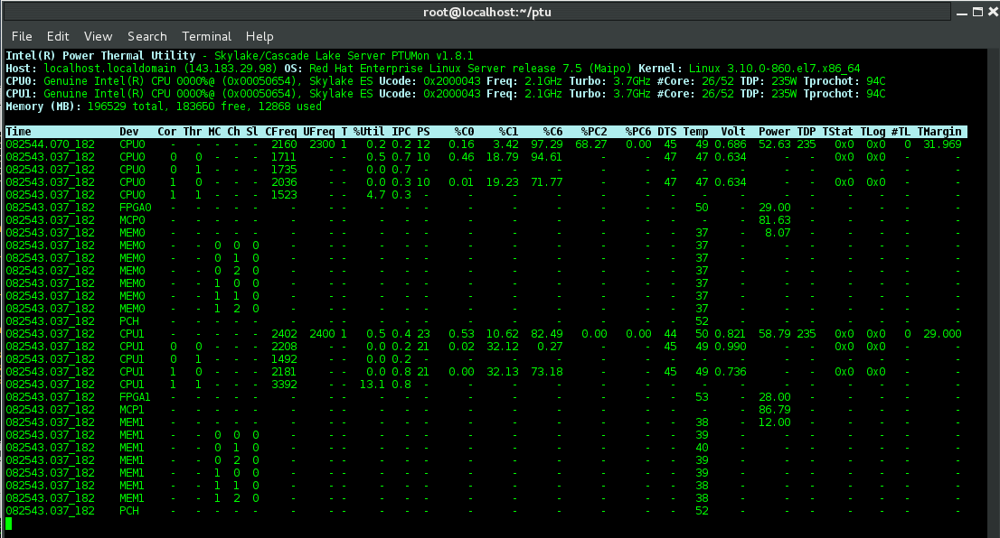 root@localhost:~/ptu
File Edit View Search Terminal Help
Intel(R) Power Thermal Utility - Skylake/Cascade Lake Server PTUMon v1.8.1
Host: localhost.localdomain (143.183.29.98) OS: Red Hat Enterprise Linux Server release 7.5 (Maipo) Kernel: Linux 3.10.0-860.el7.x86_64
CPU0: Genuine Intel(R) CPU 0000%@ (0x00050654), Skylake ES Ucode: 0x2000043 Freq: 2.1GHz Turbo: 3.7GHz #Core: 26/52 TDP: 235W Tprochot: 94C
CPU1: Genuine Intel(R) CPU 0000%@ (0x00050654), Skylake ES Ucode: 0x2000043 Freq: 2.1GHz Turbo: 3.7GHz #Core: 26/52 TDP: 235W Tprochot: 94C
Memory (MB): 196529 total, 183650 free, 12868 used
Time Dev Cor Thr MC Ch Sl CFreq UFreq T %Util IPC PS %C0 %C1 %C6 %PC2 %PC6 DTS Temp Volt Power TDP TStat TLog #TL TMargin
082544.070_182 CPU0 - - - - - 2160 2300 1 0.2 0.2 12 0.16 3.42 97.29 68.27 0.00 45 49 0.686 52.63 235 0x0 0x0 0 31.969
082543.037_182 CPU0 0 0 - - - 1711 - - 0.5 0.7 10 0.46 18.79 94.61 - - 47 47 0.634 - - 0x0 0x0 - -
082543.037_182 CPU0 0 1 - - - 1735 - - 0.0 0.7 - - - - - - - - - - - - - - -
082543.037_182 CPU0 1 0 - - - 2036 - - 0.0 0.3 10 0.01 19.23 71.77 - - 47 47 0.634 - - 0x0 0x0 - -
082543.037_182 CPU0 1 1 - - - 1523 - - 4.7 0.3 - - - - - - - - - - - - - - -
082543.037_182 FPGA0 - - - - - - - - - - - - - - - - - 50 - 29.00 - - - - -
082543.037_182 MCP0 - - - - - - - - - - - - - - - - - - - 81.63 - - - - -
082543.037_182 MEM0 - - - - - - - - - - - - - - - - - 37 - 8.07 - - - - -
082543.037_182 MEM0 - - 0 0 0 - - - - - - - - - - - - 37 - - - - - - -
082543.037_182 MEM0 - - 0 1 0 - - - - - - - - - - - - 37 - - - - - - -
082543.037_182 MEM0 - - 0 2 0 - - - - - - - - - - - - 37 - - - - - - -
082543.037_182 MEM0 - - 1 0 0 - - - - - - - - - - - - 37 - - - - - - -
082543.037_182 MEM0 - - 1 1 0 - - - - - - - - - - - - 37 - - - - - - -
082543.037_182 MEM0 - - 1 2 0 - - - - - - - - - - - - 37 - - - - - - -
082543.037_182 PCH - - - - - - - - - - - - - - - - - 52 - - - - - - -
082543.037_182 CPU1 - - - - - 2402 2400 1 0.5 0.4 23 0.53 10.62 82.49 0.00 0.00 44 50 0.821 58.79 235 0x0 0x0 0 29.000
082543.037_182 CPU1 0 0 - - - 2208 - - 0.0 0.2 21 0.02 32.12 0.27 - - 45 49 0.990 - - 0x0 0x0 - -
082543.037_182 CPU1 0 1 - - - 1492 - - 0.0 0.2 - - - - - - - - - - - - - - -
082543.037_182 CPU1 1 0 - - - 2181 - - 0.0 0.8 21 0.00 32.13 73.18 - - 45 49 0.736 - - 0x0 0x0 - -
082543.037_182 CPU1 1 1 - - - 3392 - - 13.1 0.8 - - - - - - - - - - - - - - -
082543.037_182 FPGA1 - - - - - - - - - - - - - - - - - 53 - 28.00 - - - - -
082543.037_182 MCP1 - - - - - - - - - - - - - - - - - - - 86.79 - - - - -
082543.037_182 MEM1 - - - - - - - - - - - - - - - - - 38 - 12.00 - - - - -
082543.037_182 MEM1 - - 0 0 0 - - - - - - - - - - - - 39 - - - - - - -
082543.037_182 MEM1 - - 0 1 0 - - - - - - - - - - - - 40 - - - - - - -
082543.037_182 MEM1 - - 0 2 0 - - - - - - - - - - - - 39 - - - - - - -
082543.037_182 MEM1 - - 1 0 0 - - - - - - - - - - - - 39 - - - - - - -
082543.037_182 MEM1 - - 1 1 0 - - - - - - - - - - - - 38 - - - - - - -
082543.037_182 MEM1 - - 1 2 0 - - - - - - - - - - - - 38 - - - - - - -
082543.037_182 PCH - - - - - - - - - - - - - - - - - 52 - - - - - - -